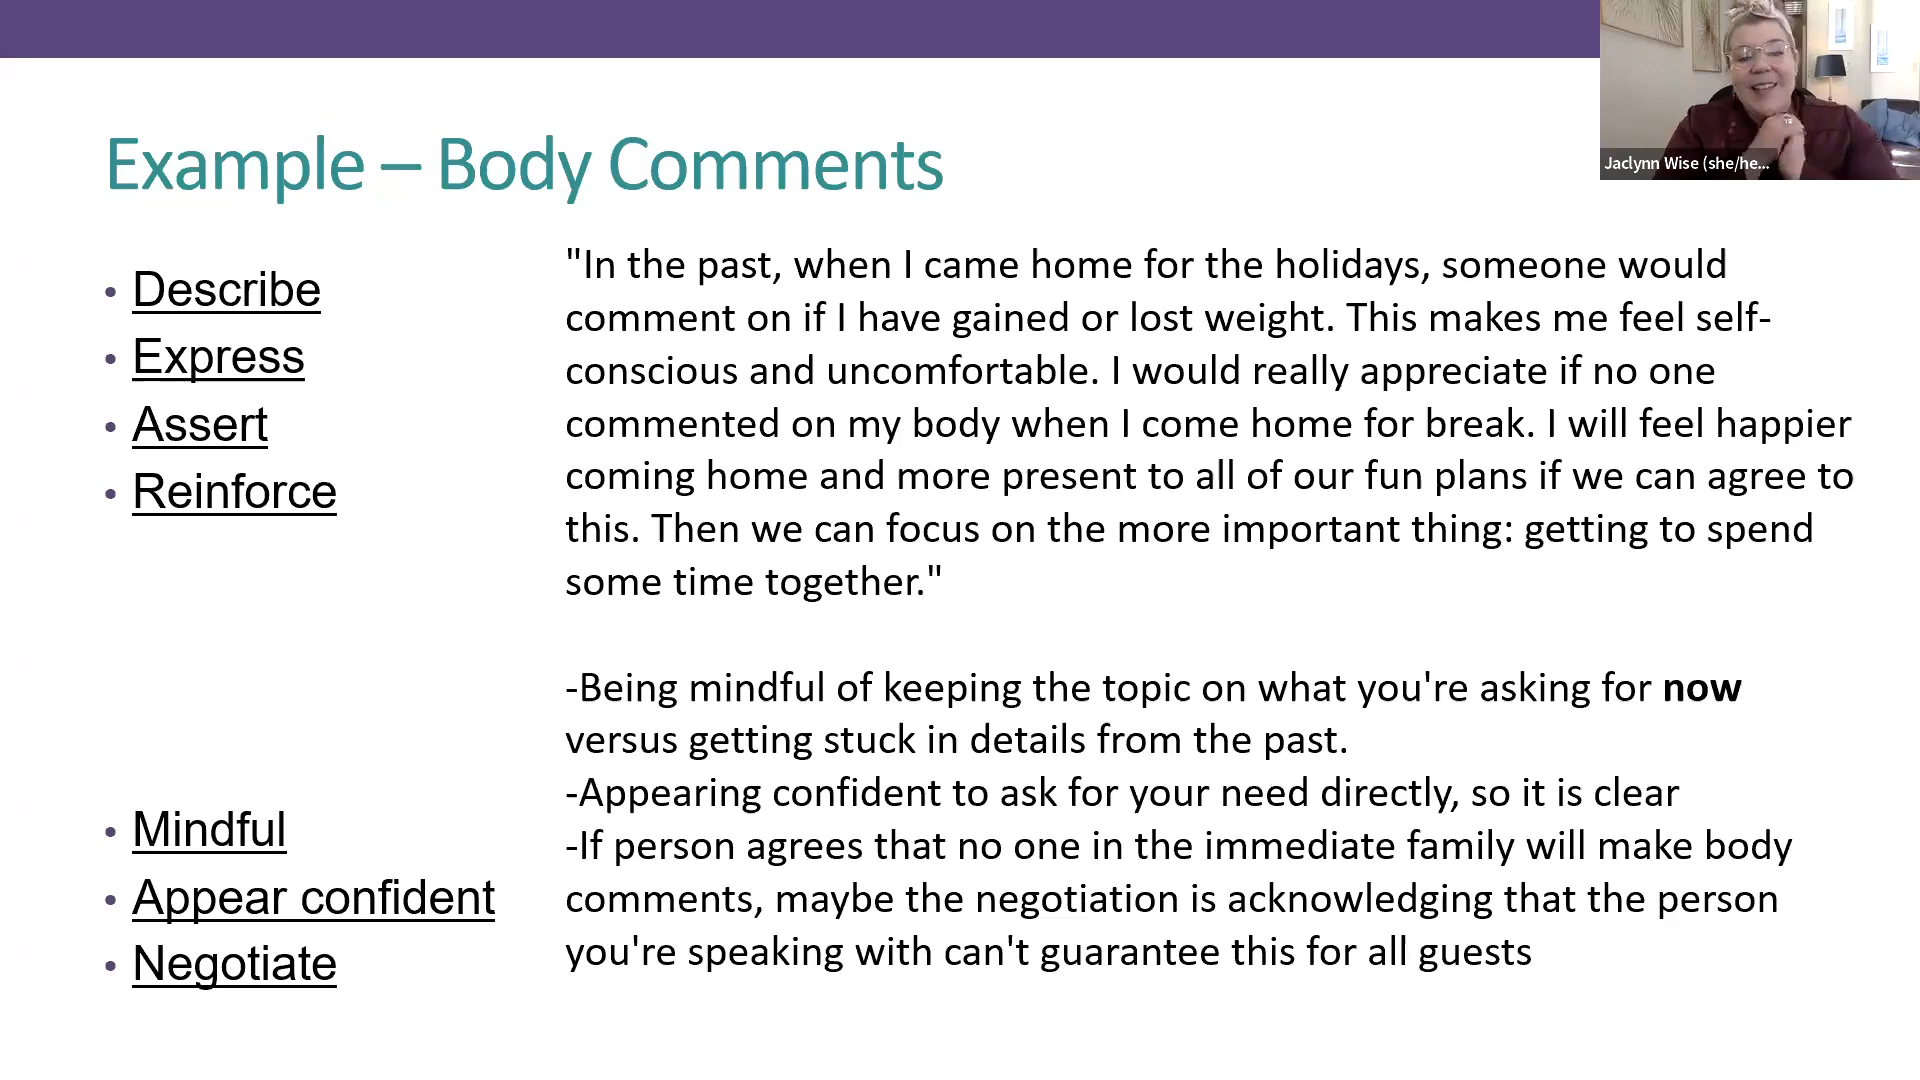 Jaclynn Wise (she/he...
Example – Body Comments
• Describe
• Express
• Assert
• Reinforce
"In the past, when I came home for the holidays, someone would
comment on if I have gained or lost weight. This makes me feel self-
conscious and uncomfortable. I would really appreciate if no one
commented on my body when I come home for break. I will feel happier
coming home and more present to all of our fun plans if we can agree to
this. Then we can focus on the more important thing: getting to spend
some time together."
• Mindful
• Appear confident
• Negotiate
-Being mindful of keeping the topic on what you're asking for now
versus getting stuck in details from the past.
-Appearing confident to ask for your need directly, so it is clear
-If person agrees that no one in the immediate family will make body
comments, maybe the negotiation is acknowledging that the person
you're speaking with can't guarantee this for all guests